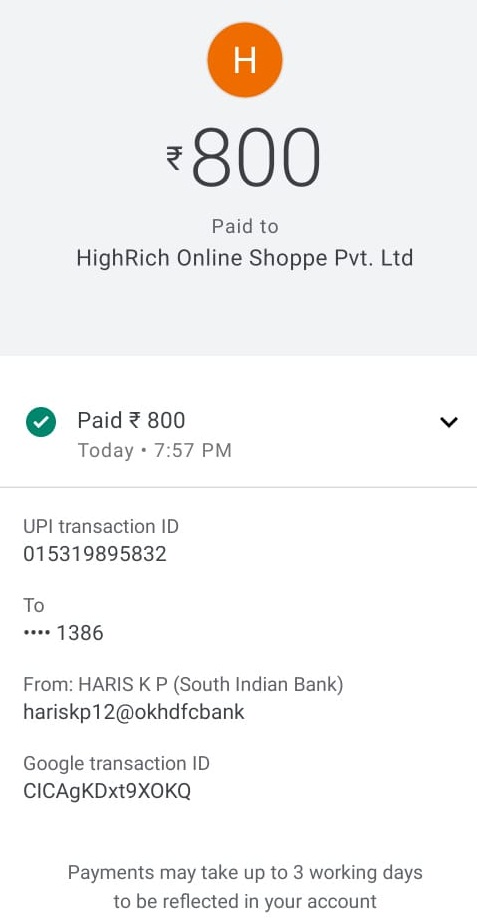 H
₹800
Paid to
HighRich Online Shoppe Pvt. Ltd
Paid ₹ 800
Today • 7:57 PM
UPI transaction ID
015319895832
To
•••• 1386
From: HARIS K P (South Indian Bank)
hariskp12@okhdfcbank
Google transaction ID
CICAgKDxt9XOKQ
Payments may take up to 3 working days
to be reflected in your account